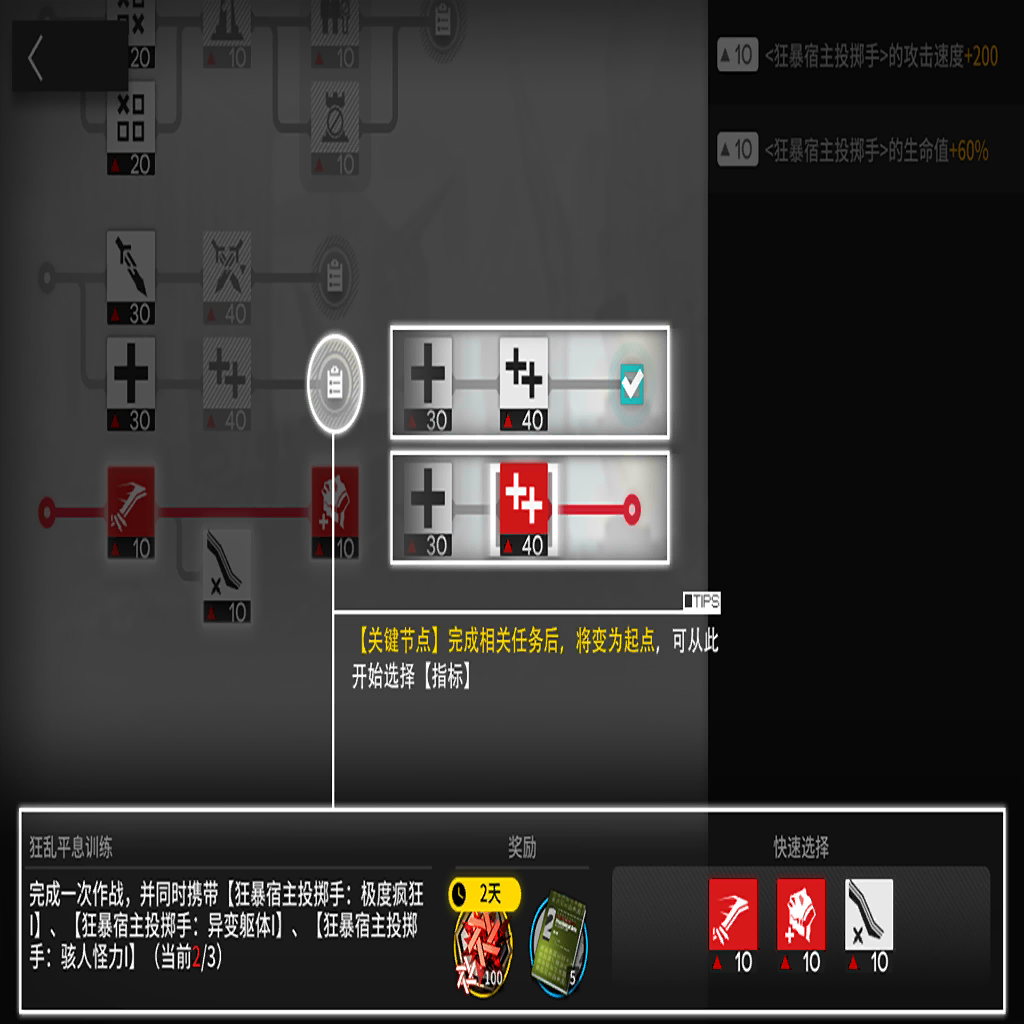 20
10
10
▲10 <狂暴宿主投掷手>的攻击速度+200
20
10
▲10 <狂暴宿主投掷手>的生命值+60%
30
40
30
40
30
40
10
10
30
40
10
TIPS
【关键节点】完成相关任务后，将变为起点，可从此
开始选择【指标】
狂乱平息训练
奖励
快速选择
完成一次作战，并同时携带【狂暴宿主投掷手：极度疯狂
I】、【狂暴宿主投掷手：异变躯体I】、【狂暴宿主投掷
手：骇人怪力I】（当前2/3）
2天
100
2
5
10
10
10